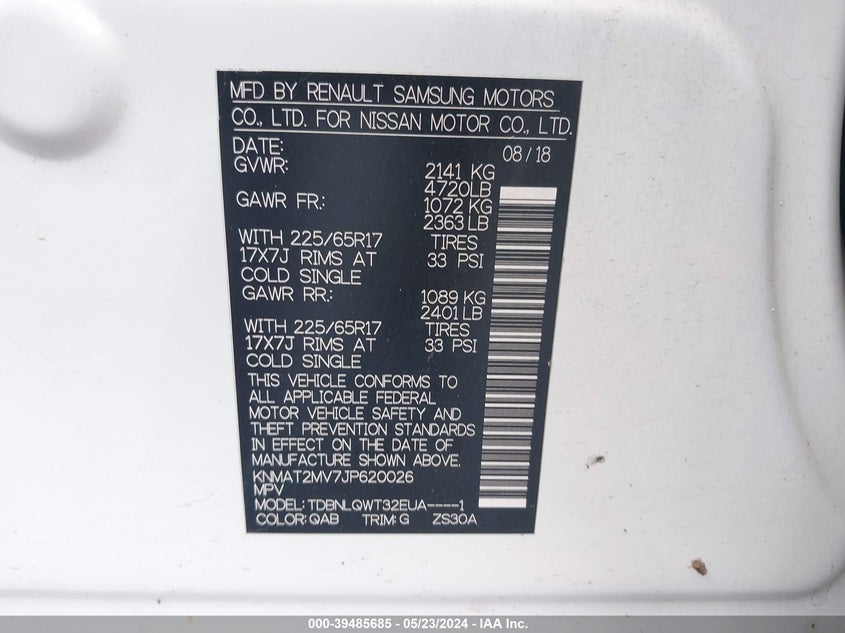 MFD BY RENAULT SAMSUNG MOTORS
CO., LTD. FOR NISSAN MOTOR CO., LTD.
DATE: 08/18
GVWR: 2141 KG
4720LB
GAWR FR.: 1072 KG
2363 LB
WITH 225/65R17 TIRES
17X7J RIMS AT 33 PSI
COLD SINGLE
GAWR RR.: 1089 KG
2401 LB
WITH 225/65R17 TIRES
17X7J RIMS AT 33 PSI
COLD SINGLE
THIS VEHICLE CONFORMS TO
ALL APPLICABLE FEDERAL
MOTOR VEHICLE SAFETY AND
THEFT PREVENTION STANDARDS
IN EFFECT ON THE DATE OF
MANUFACTURE SHOWN ABOVE.
KNMAT2MV7JP620026
MPV
MODEL: TDBNLQWT32EUA----1
COLOR: QAB TRIM: G ZS30A
000-39485685 - 05/23/2024 - IAA Inc.